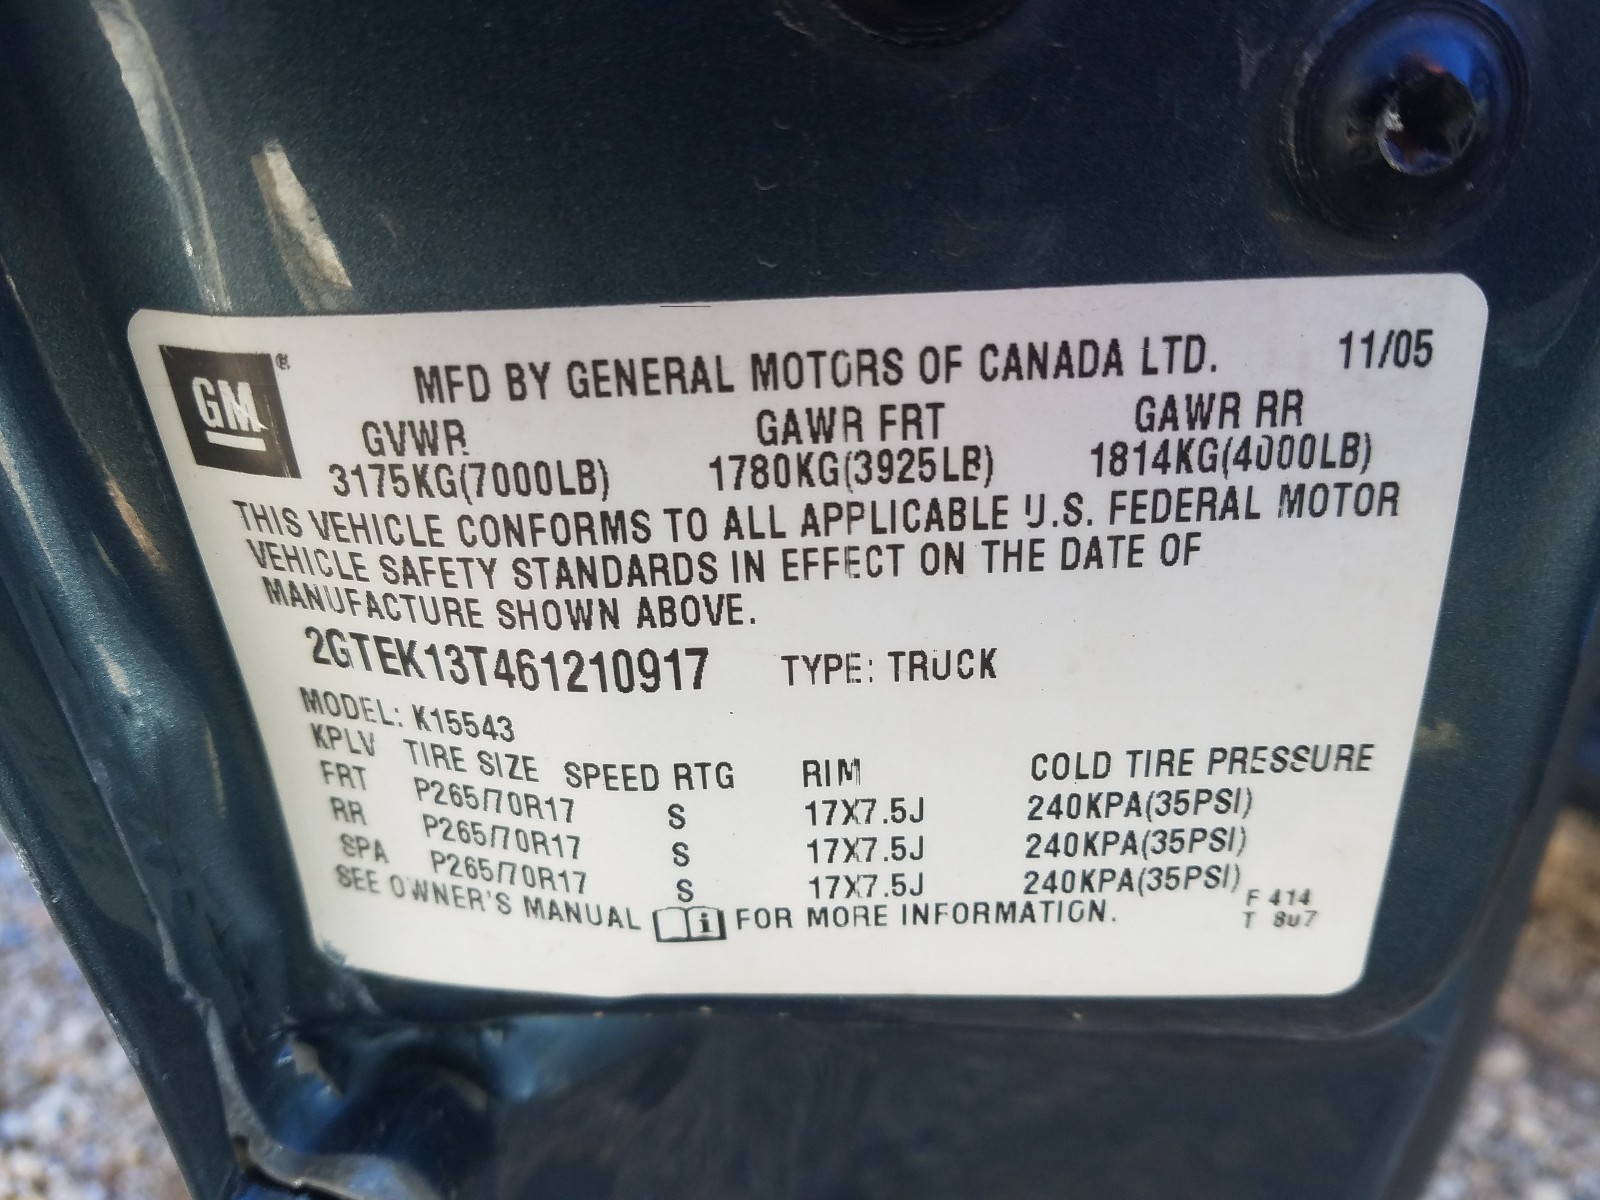 GM®
MFD BY GENERAL MOTORS OF CANADA LTD. 11/05
GVWR GAWR FRT GAWR RR
3175KG(7000LB) 1780KG(3925LB) 1814KG(4000LB)
THIS VEHICLE CONFORMS TO ALL APPLICABLE U.S. FEDERAL MOTOR
VEHICLE SAFETY STANDARDS IN EFFECT ON THE DATE OF
MANUFACTURE SHOWN ABOVE.
2GTEK13T461210917 TYPE: TRUCK
MODEL: K15543
KPLV TIRE SIZE SPEED RTG RIM COLD TIRE PRESSURE
FRT P265/70R17 S 17X7.5J 240KPA(35PSI)
RR P265/70R17 S 17X7.5J 240KPA(35PSI)
SPA P265/70R17 S 17X7.5J 240KPA(35PSI)
SEE OWNER'S MANUAL i FOR MORE INFORMATION.
F 414
T